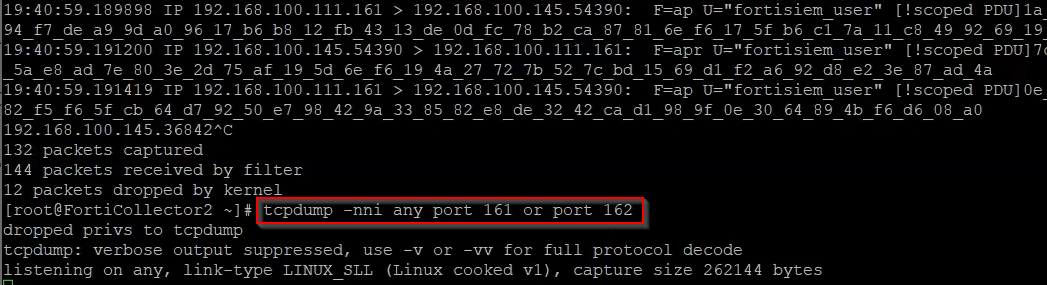 19:40:59.189898 IP 192.168.100.111.161 > 192.168.100.145.54390:  F=ap U="fortisiem_user" [!scoped PDU]1a_
94_f7_de_a9_9d_a0_96_17_b6_b8_12_fb_43_13_de_0d_fc_78_b2_ca_87_81_6e_f6_17_5f_b6_c1_7a_11_c8_49_92_69_19_
19:40:59.191200 IP 192.168.100.145.54390 > 192.168.100.111.161:  F=apr U="fortisiem_user" [!scoped PDU]7c
_5a_e8_ad_7e_80_3e_2d_75_af_19_5d_6e_f6_19_4a_27_72_7b_52_7c_bd_15_69_d1_f2_a6_92_d8_e2_3e_87_ad_4a
19:40:59.191419 IP 192.168.100.111.161 > 192.168.100.145.54390:  F=ap U="fortisiem_user" [!scoped PDU]0e_
82_f5_f6_5f_cb_64_d7_92_50_e7_98_42_9a_33_85_82_e8_de_32_42_ca_d1_98_9f_0e_30_64_89_4b_f6_d6_08_a0
192.168.100.145.36842^C
132 packets captured
144 packets received by filter
12 packets dropped by kernel
[root@FortiCollector2 ~]# tcpdump -nni any port 161 or port 162
dropped privs to tcpdump
tcpdump: verbose output suppressed, use -v or -vv for full protocol decode
listening on any, link-type LINUX_SLL (Linux cooked v1), capture size 262144 bytes